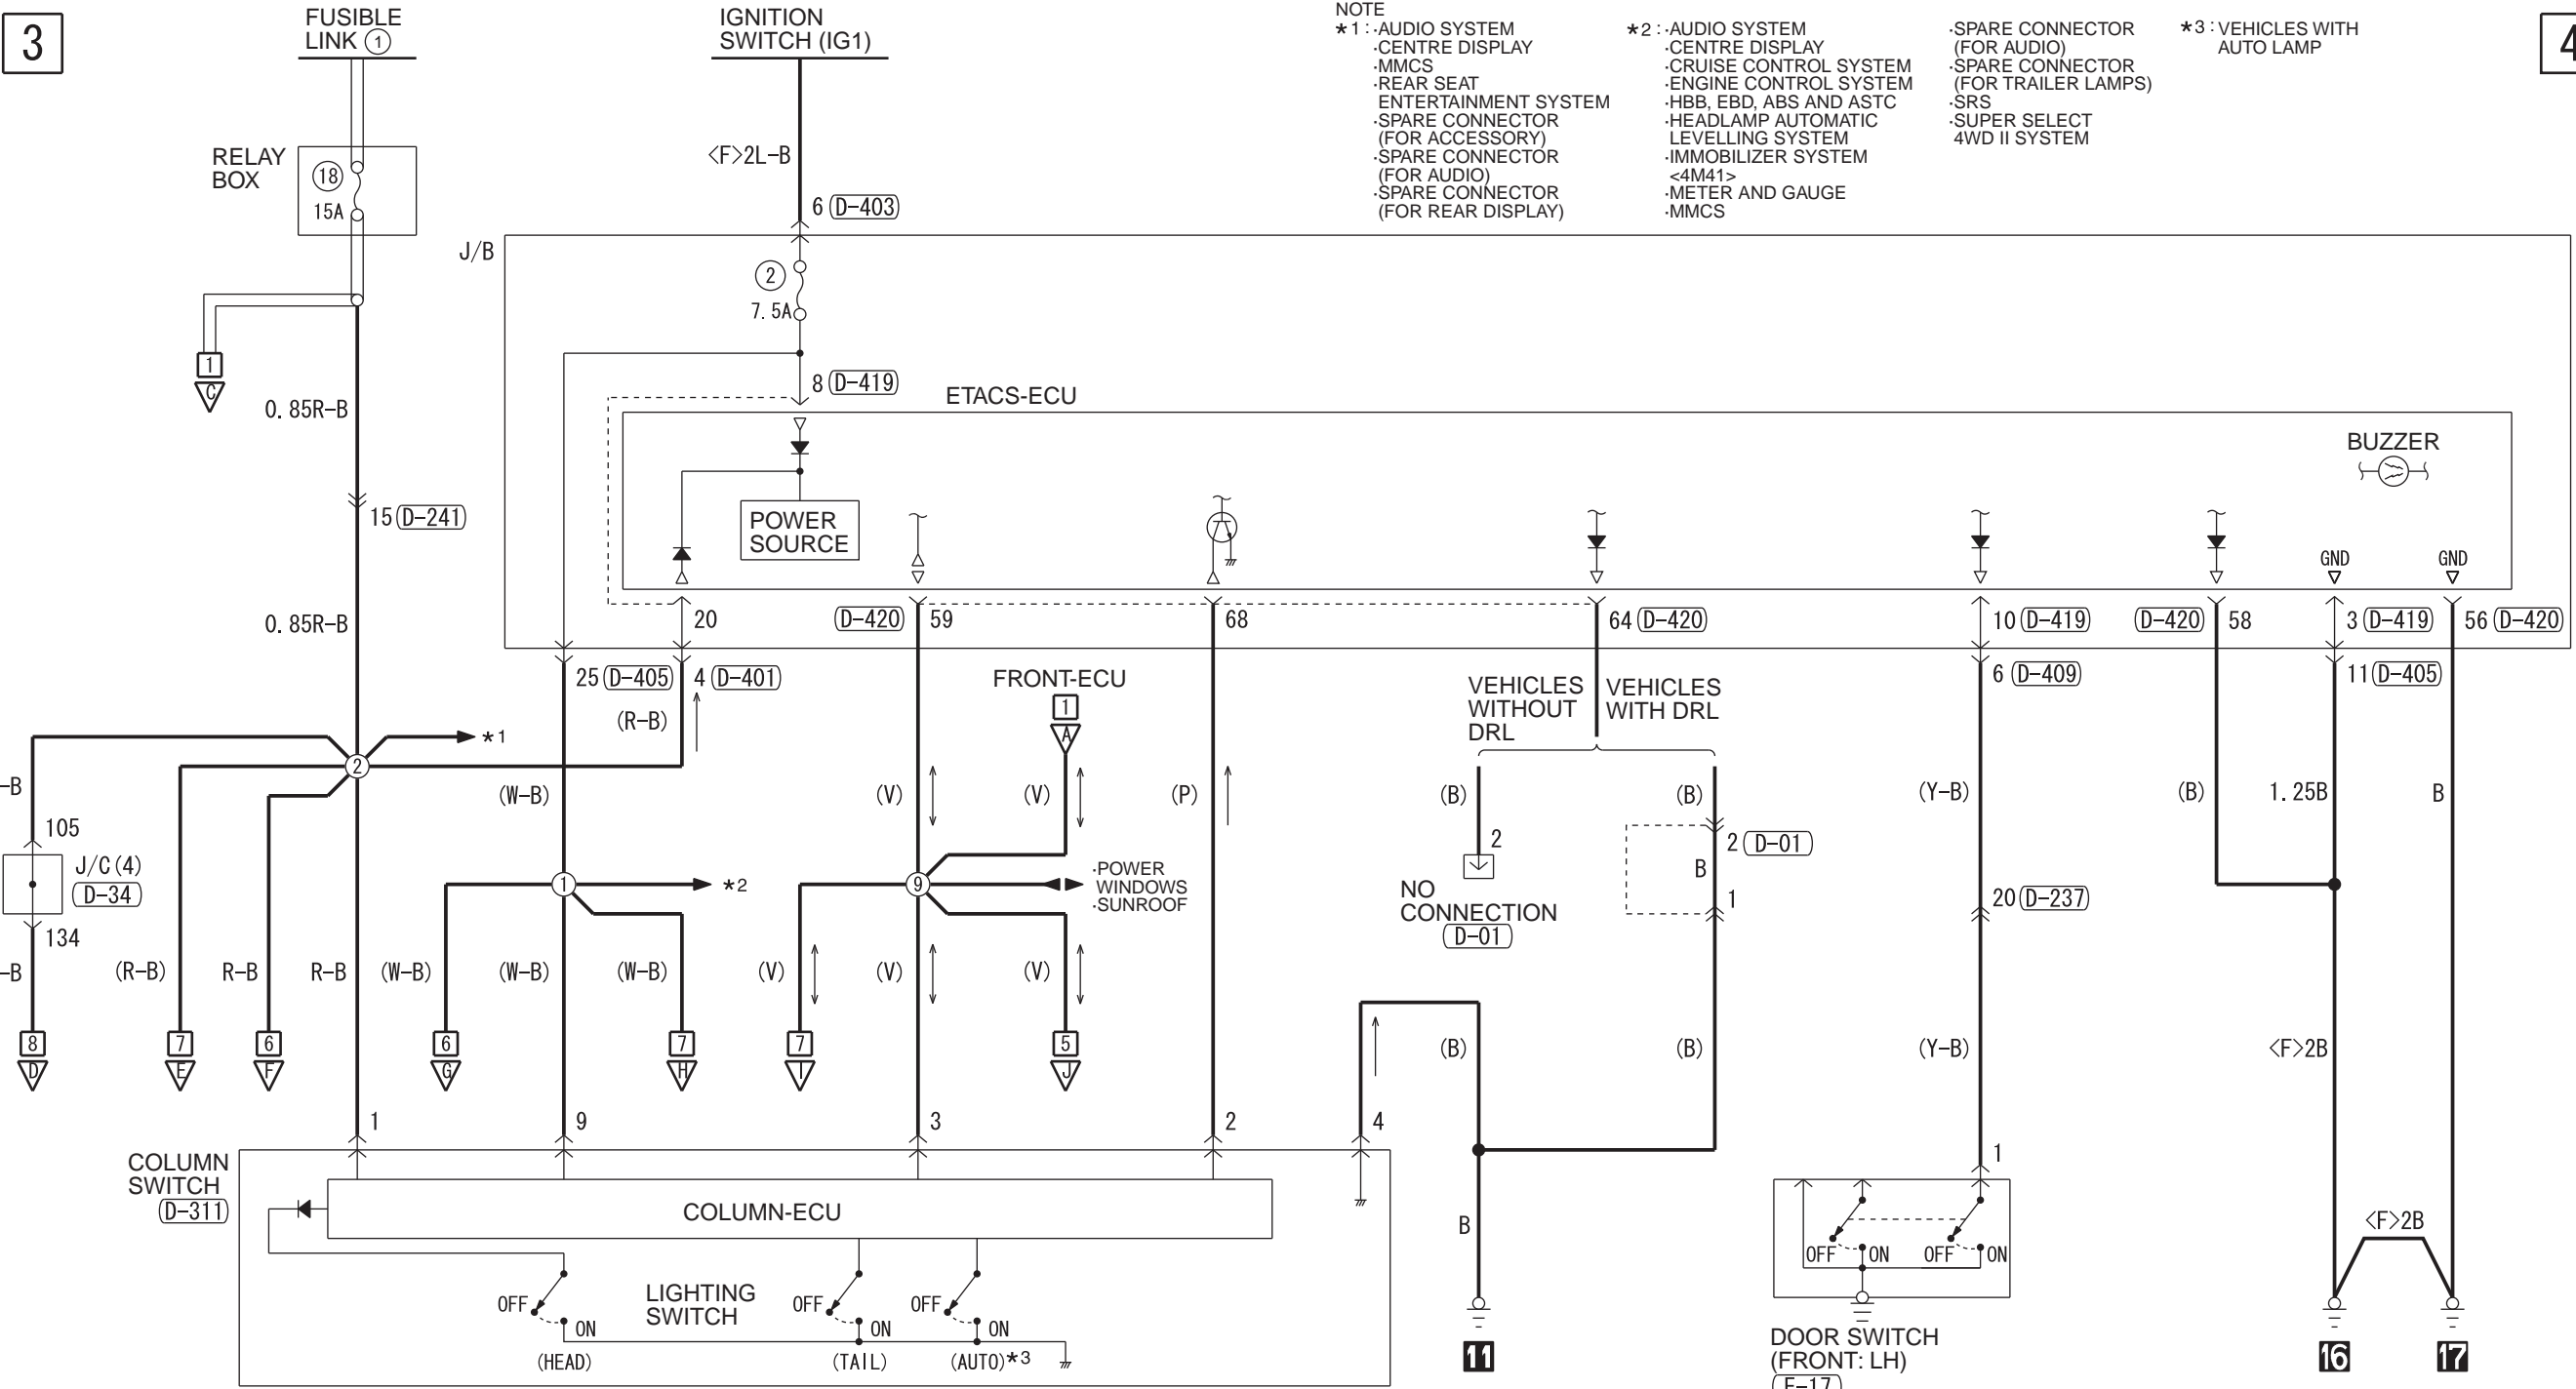 3
FUSIBLE
LINK ①
IGNITION
SWITCH (IG1)
NOTE
*1:·AUDIO SYSTEM
·CENTRE DISPLAY
·MMCS
·REAR SEAT
ENTERTAINMENT SYSTEM
·SPARE CONNECTOR
(FOR ACCESSORY)
·SPARE CONNECTOR
(FOR AUDIO)
·SPARE CONNECTOR
(FOR REAR DISPLAY)
*2:·AUDIO SYSTEM
·CENTRE DISPLAY
·CRUISE CONTROL SYSTEM
·ENGINE CONTROL SYSTEM
·HBB, EBD, ABS AND ASTC
·HEADLAMP AUTOMATIC
LEVELLING SYSTEM
·IMMOBILIZER SYSTEM
<4M41>
·METER AND GAUGE
·MMCS
·SPARE CONNECTOR
(FOR AUDIO)
·SPARE CONNECTOR
(FOR TRAILER LAMPS)
·SRS
·SUPER SELECT
4WD II SYSTEM
*3:VEHICLES WITH
AUTO LAMP
4
RELAY
BOX
18
15A
<F>2L-B
6 D-403
J/B
2
7.5A
1
C
0.85R-B
8 D-419
ETACS-ECU
BUZZER
15 D-241
POWER
SOURCE
GND
GND
0.85R-B
20
D-420 59
68
64 D-420
10 D-419
D-420 58
3 D-419
56 D-420
25 D-405
4 D-401
FRONT-ECU
1
A
VEHICLES
WITHOUT
DRL
VEHICLES
WITH DRL
6 D-409
11 D-405
(R-B)
*1
2
-B
(W-B)
(V)
(V)
(P)
(B)
(B)
(Y-B)
(B)
1.25B
B
105
J/C(4)
D-34
134
1
*2
9
·POWER
WINDOWS
·SUNROOF
2
NO
CONNECTION
D-01
2 D-01
B
1
20 D-237
-B
(R-B)
R-B
R-B
(W-B)
(W-B)
(W-B)
(V)
(V)
(V)
8
D
7
E
6
F
6
G
7
H
7
I
5
J
(B)
(B)
(Y-B)
<F>2B
1
9
3
2
4
1
COLUMN
SWITCH
D-311
COLUMN-ECU
B
<F>2B
OFF
ON
OFF
ON
LIGHTING
SWITCH
OFF
ON
OFF
ON
OFF
ON
(HEAD)
(TAIL)
(AUTO)*3
11
DOOR SWITCH
(FRONT: LH)
16
17